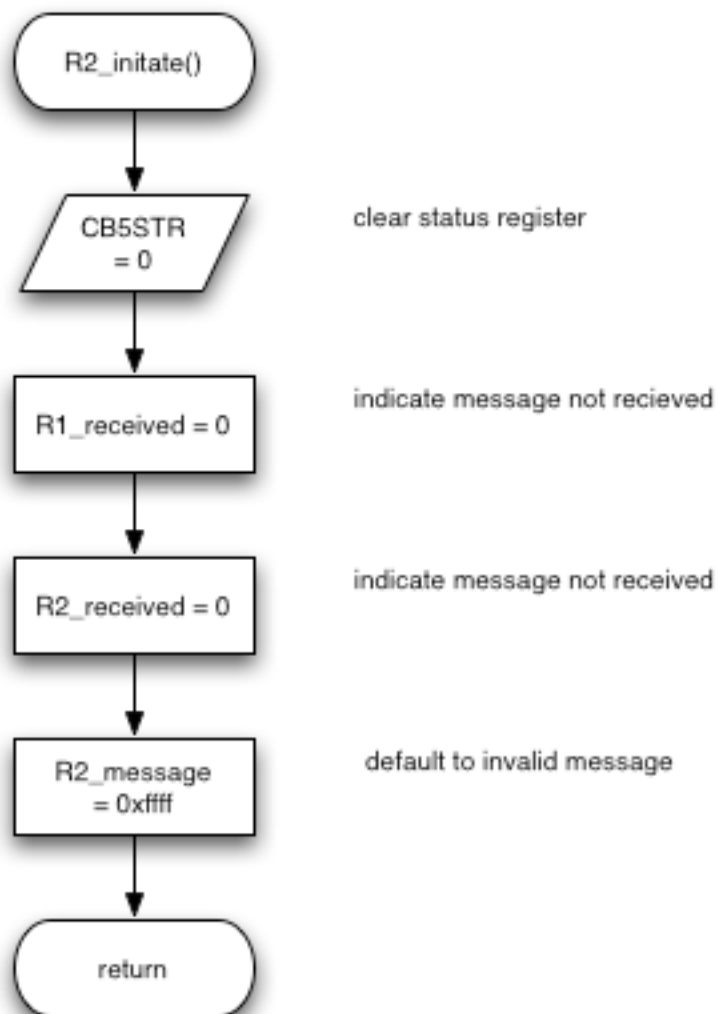 R2_initate()
CB5STR
= 0
clear status register
R1_received = 0
indicate message not recieved
R2_received = 0
indicate message not received
R2_message
= 0xffff
default to invalid message
return